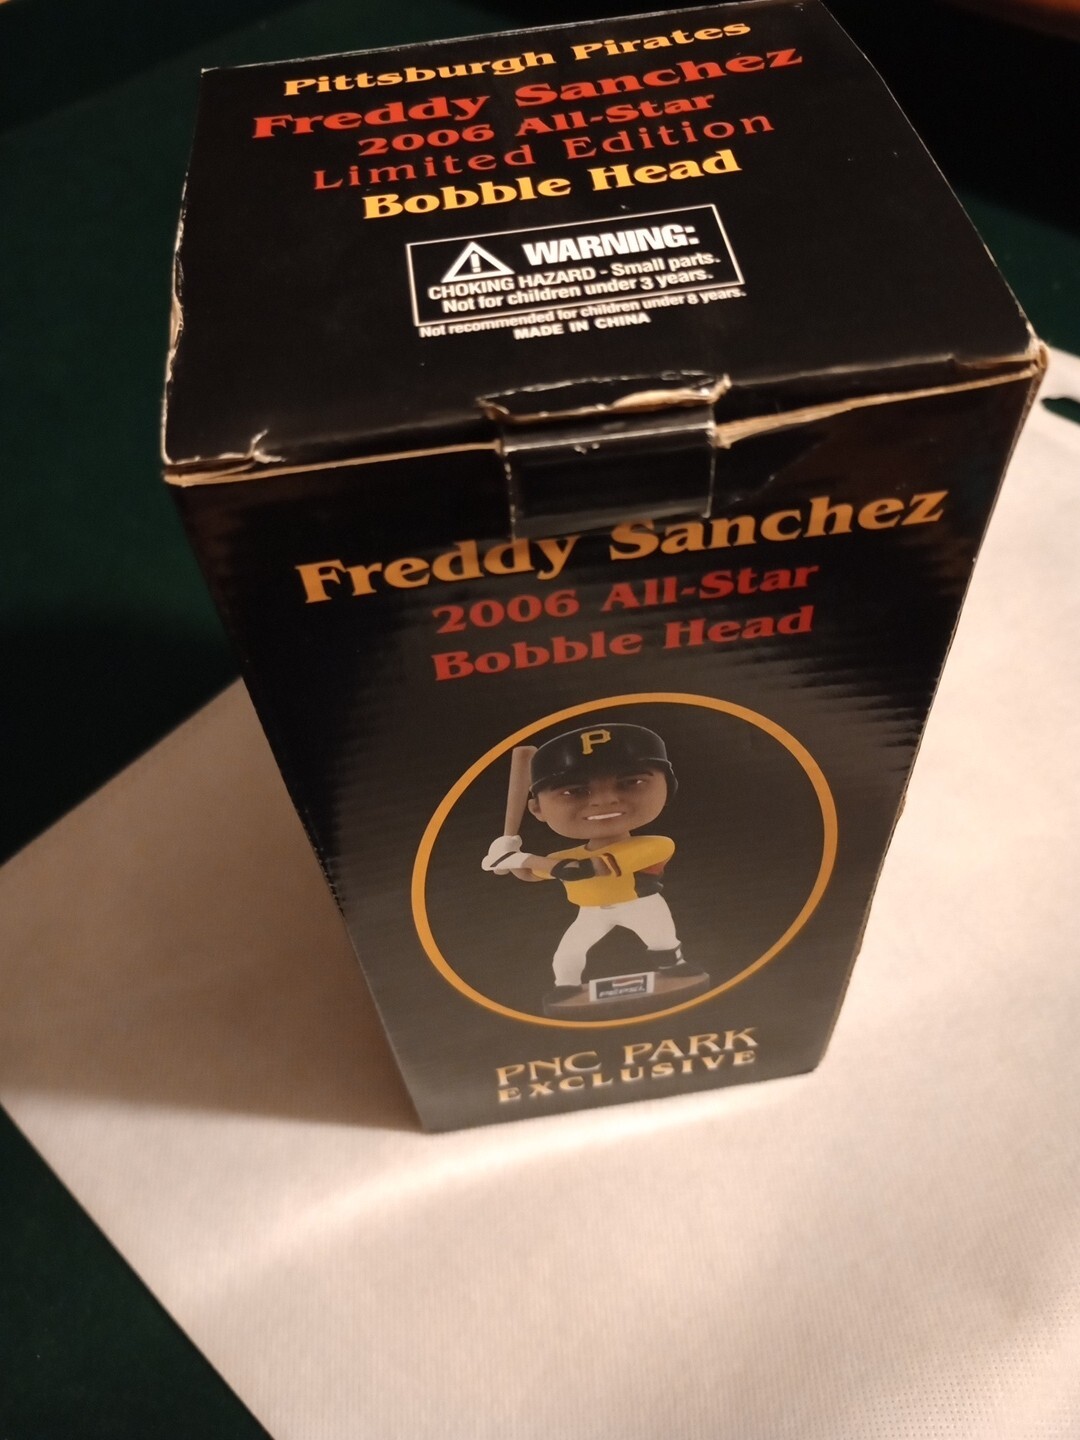 Pittsburgh Pirates
Freddy Sanchez
2006 All-Star
Limited Edition
Bobble Head
WARNING:
CHOKING HAZARD - Small parts.
Not for children under 3 years.
Not recommended for children under 8 years.
MADE IN CHINA
Freddy Sanchez
2006 All-Star
Bobble Head
P
PEPSI
PNC PARK
EXCLUSIVE